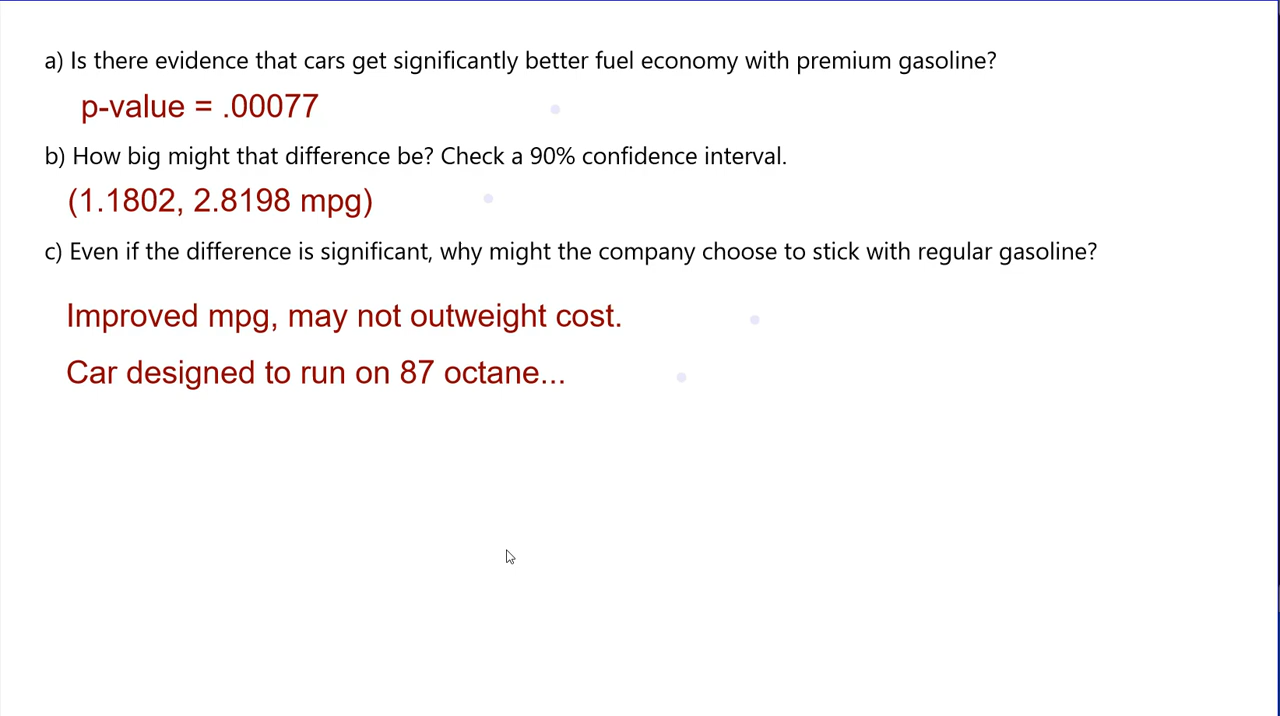 a) Is there evidence that cars get significantly better fuel economy with premium gasoline?
p-value = .00077
b) How big might that difference be? Check a 90% confidence interval.
(1.1802, 2.8198 mpg)
c) Even if the difference is significant, why might the company choose to stick with regular gasoline?
Improved mpg, may not outweight cost.
Car designed to run on 87 octane...